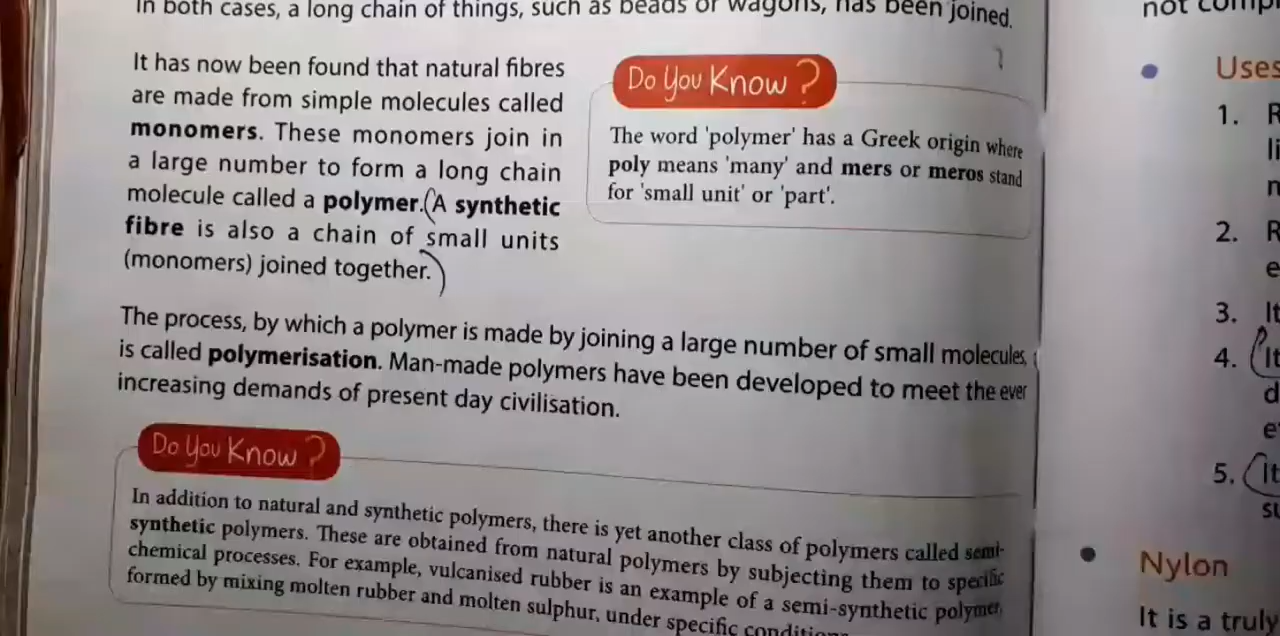 In both cases, a long chain of things, such as beads or wagons, has been joined.
It has now been found that natural fibres
are made from simple molecules called
monomers. These monomers join in
a large number to form a long chain
molecule called a polymer. (A synthetic
fibre is also a chain of small units
(monomers) joined together.)
Do You Know ?
The word 'polymer' has a Greek origin where
poly means 'many' and mers or meros stand
for 'small unit' or 'part'.
The process, by which a polymer is made by joining a large number of small molecules,
is called polymerisation. Man-made polymers have been developed to meet the ever
increasing demands of present day civilisation.
Do You Know ?
In addition to natural and synthetic polymers, there is yet another class of polymers called semi-
synthetic polymers. These are obtained from natural polymers by subjecting them to specific
chemical processes. For example, vulcanised rubber is an example of a semi-synthetic polymer,
formed by mixing molten rubber and molten sulphur, under specific
not
Uses
1. R
2. R
e
3. It
4. (It
d
e
5. (It
su
Nylon
It is a truly